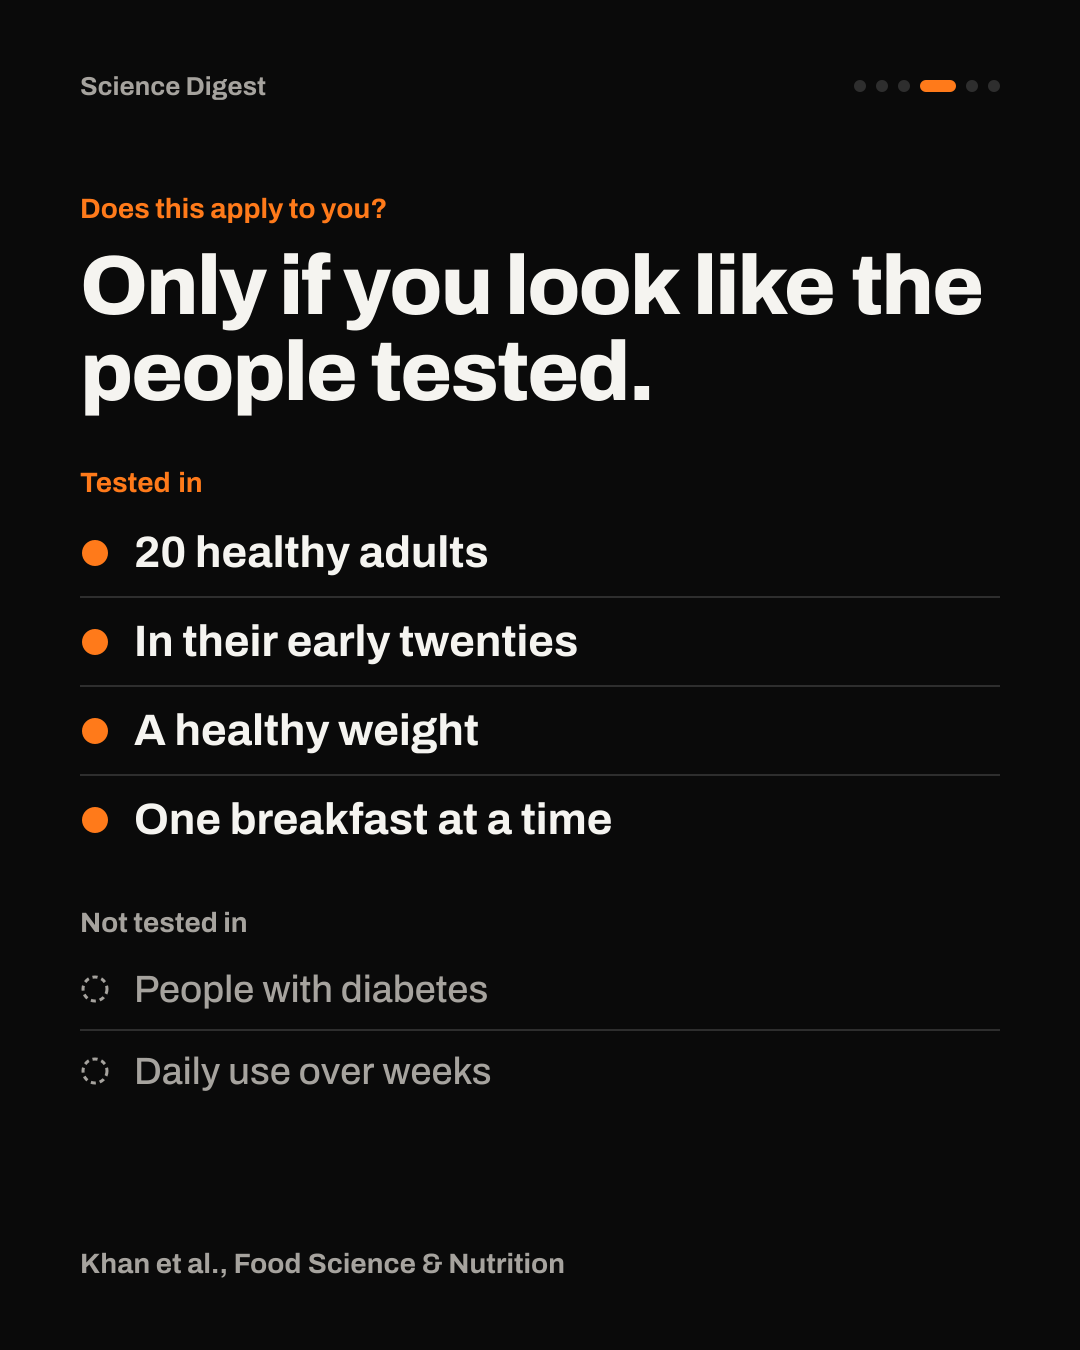 Science Digest
Does this apply to you?
Only if you look like the
people tested.
Tested in
20 healthy adults
In their early twenties
A healthy weight
One breakfast at a time
Not tested in
People with diabetes
Daily use over weeks
Khan et al., Food Science & Nutrition